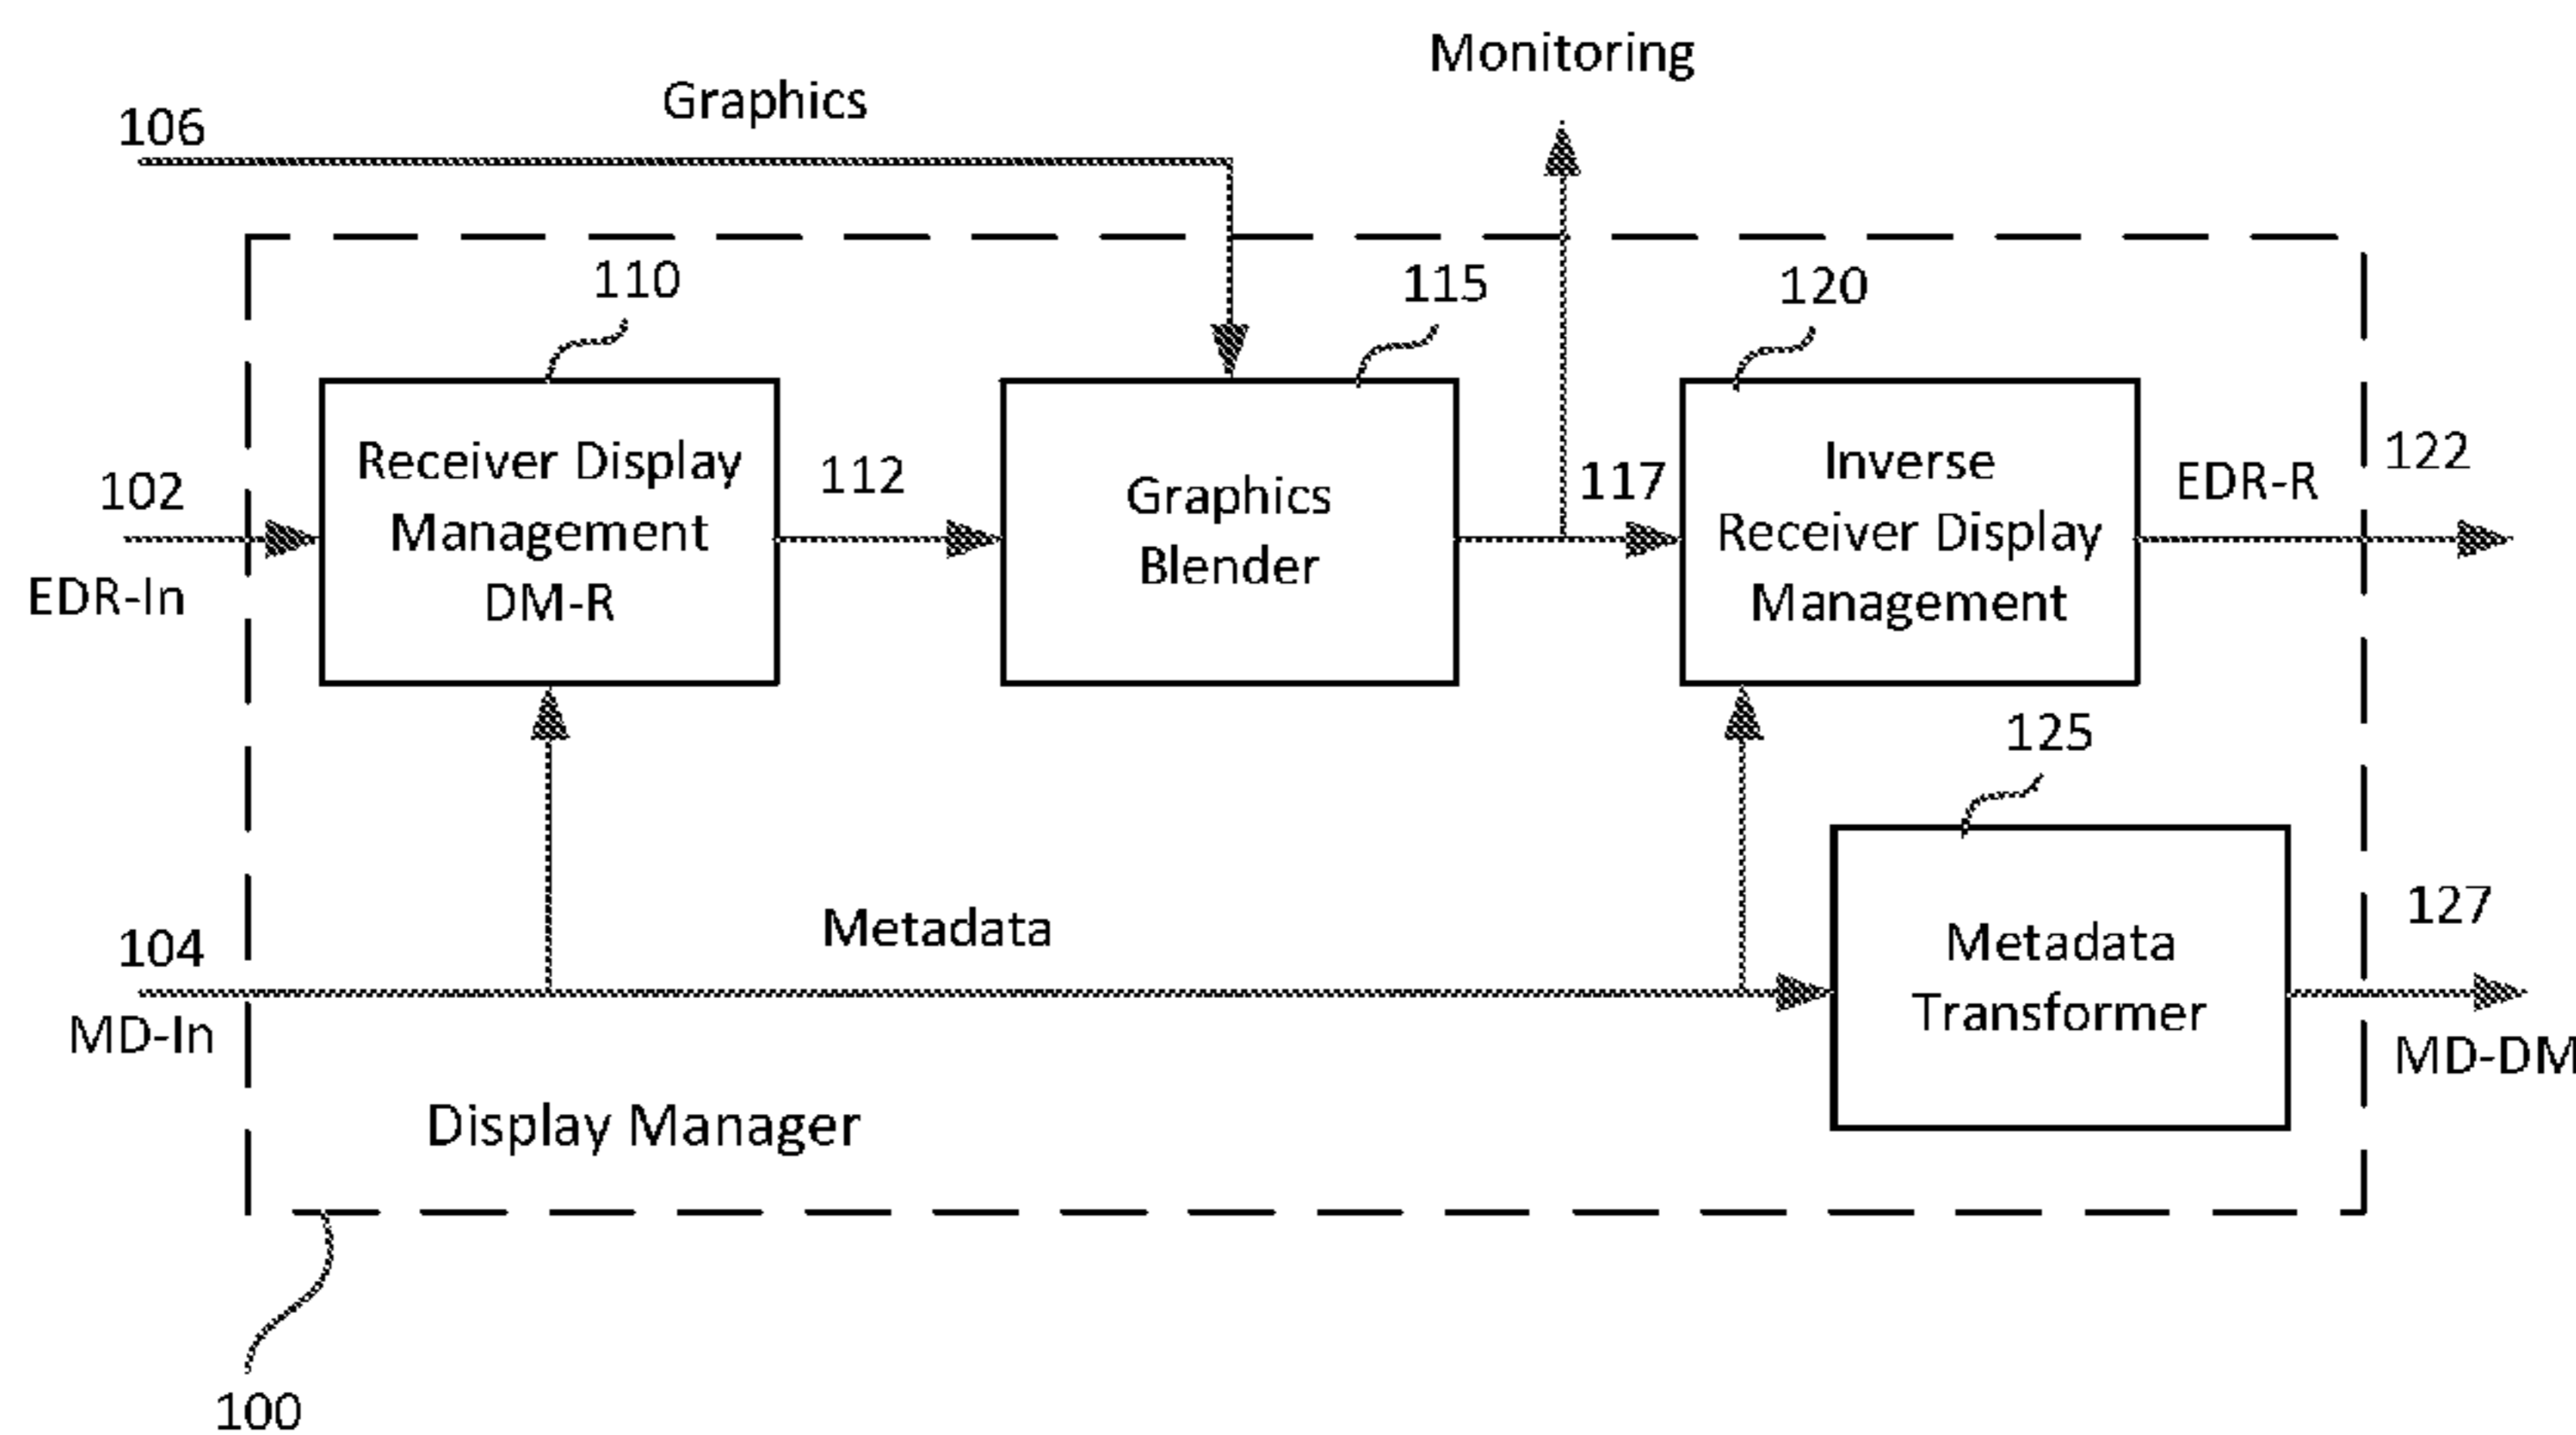 Monitoring
Graphics
106
110
115
120
102
EDR-In
Receiver Display
Management
DM-R
112
Graphics
Blender
117
Inverse
Receiver Display
Management
EDR-R
122
125
104
MD-In
Metadata
Metadata
Transformer
127
MD-DM
Display Manager
100